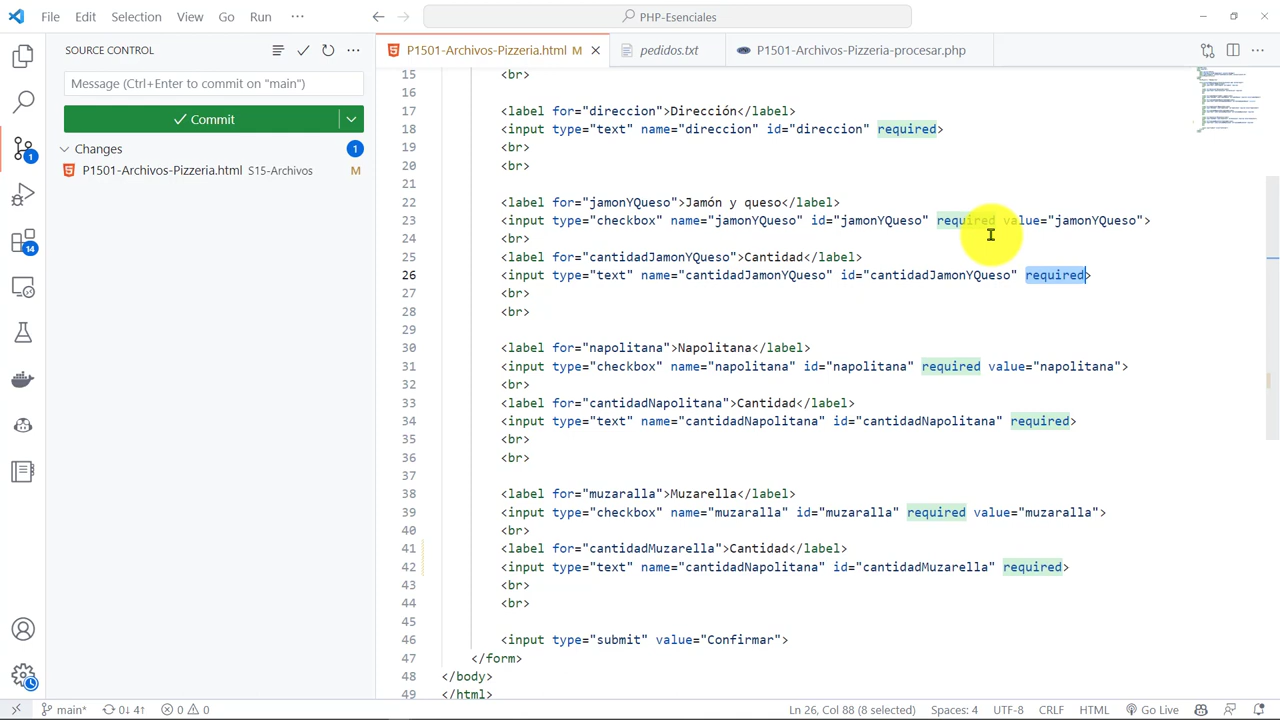 File Edit Selection View Go Run ···
PHP-Esenciales
SOURCE CONTROL
P1501-Archivos-Pizzeria.html M
pedidos.txt
P1501-Archivos-Pizzeria-procesar.php
Message (Ctrl+Enter to commit on "main")
Commit
Changes 1
P1501-Archivos-Pizzeria.html S15-Archivos M
1
14
15 <br>
16
17 <label for="direccion">Dirección</label>
18 <input type="text" name="direccion" id="direccion" required>
19 <br>
20 <br>
21
22 <label for="jamonYQueso">Jamón y queso</label>
23 <input type="checkbox" name="jamonYQueso" id="jamonYQueso" required value="jamonYQueso">
24 <br>
25 <label for="cantidadJamonYQueso">Cantidad</label>
26 <input type="text" name="cantidadJamonYQueso" id="cantidadJamonYQueso" required>
27 <br>
28 <br>
29
30 <label for="napolitana">Napolitana</label>
31 <input type="checkbox" name="napolitana" id="napolitana" required value="napolitana">
32 <br>
33 <label for="cantidadNapolitana">Cantidad</label>
34 <input type="text" name="cantidadNapolitana" id="cantidadNapolitana" required>
35 <br>
36 <br>
37
38 <label for="muzaralla">Muzarella</label>
39 <input type="checkbox" name="muzaralla" id="muzaralla" required value="muzaralla">
40 <br>
41 <label for="cantidadMuzarella">Cantidad</label>
42 <input type="text" name="cantidadNapolitana" id="cantidadMuzarella" required>
43 <br>
44 <br>
45
46 <input type="submit" value="Confirmar">
47 </form>
48 </body>
49 </html>
main* 0↓ 4↑ 0 0 Ln 26, Col 88 (8 selected) Spaces: 4 UTF-8 CRLF HTML Go Live